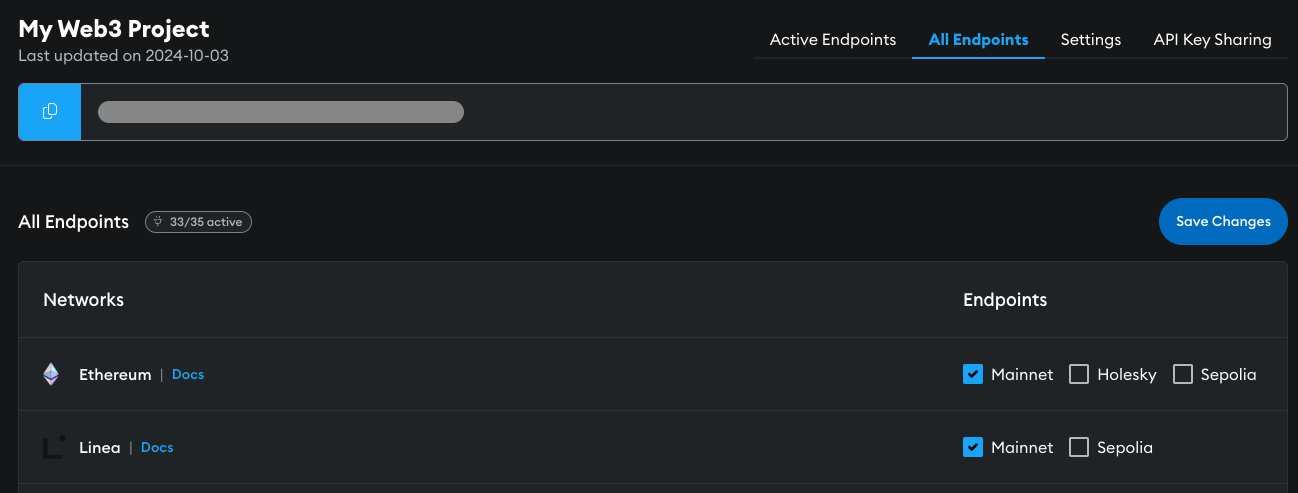 My Web3 Project
Last updated on 2024-10-03
Active Endpoints All Endpoints Settings API Key Sharing
All Endpoints 33/35 active Save Changes
Networks Endpoints
Ethereum | Docs Mainnet Holesky Sepolia
Linea | Docs Mainnet Sepolia